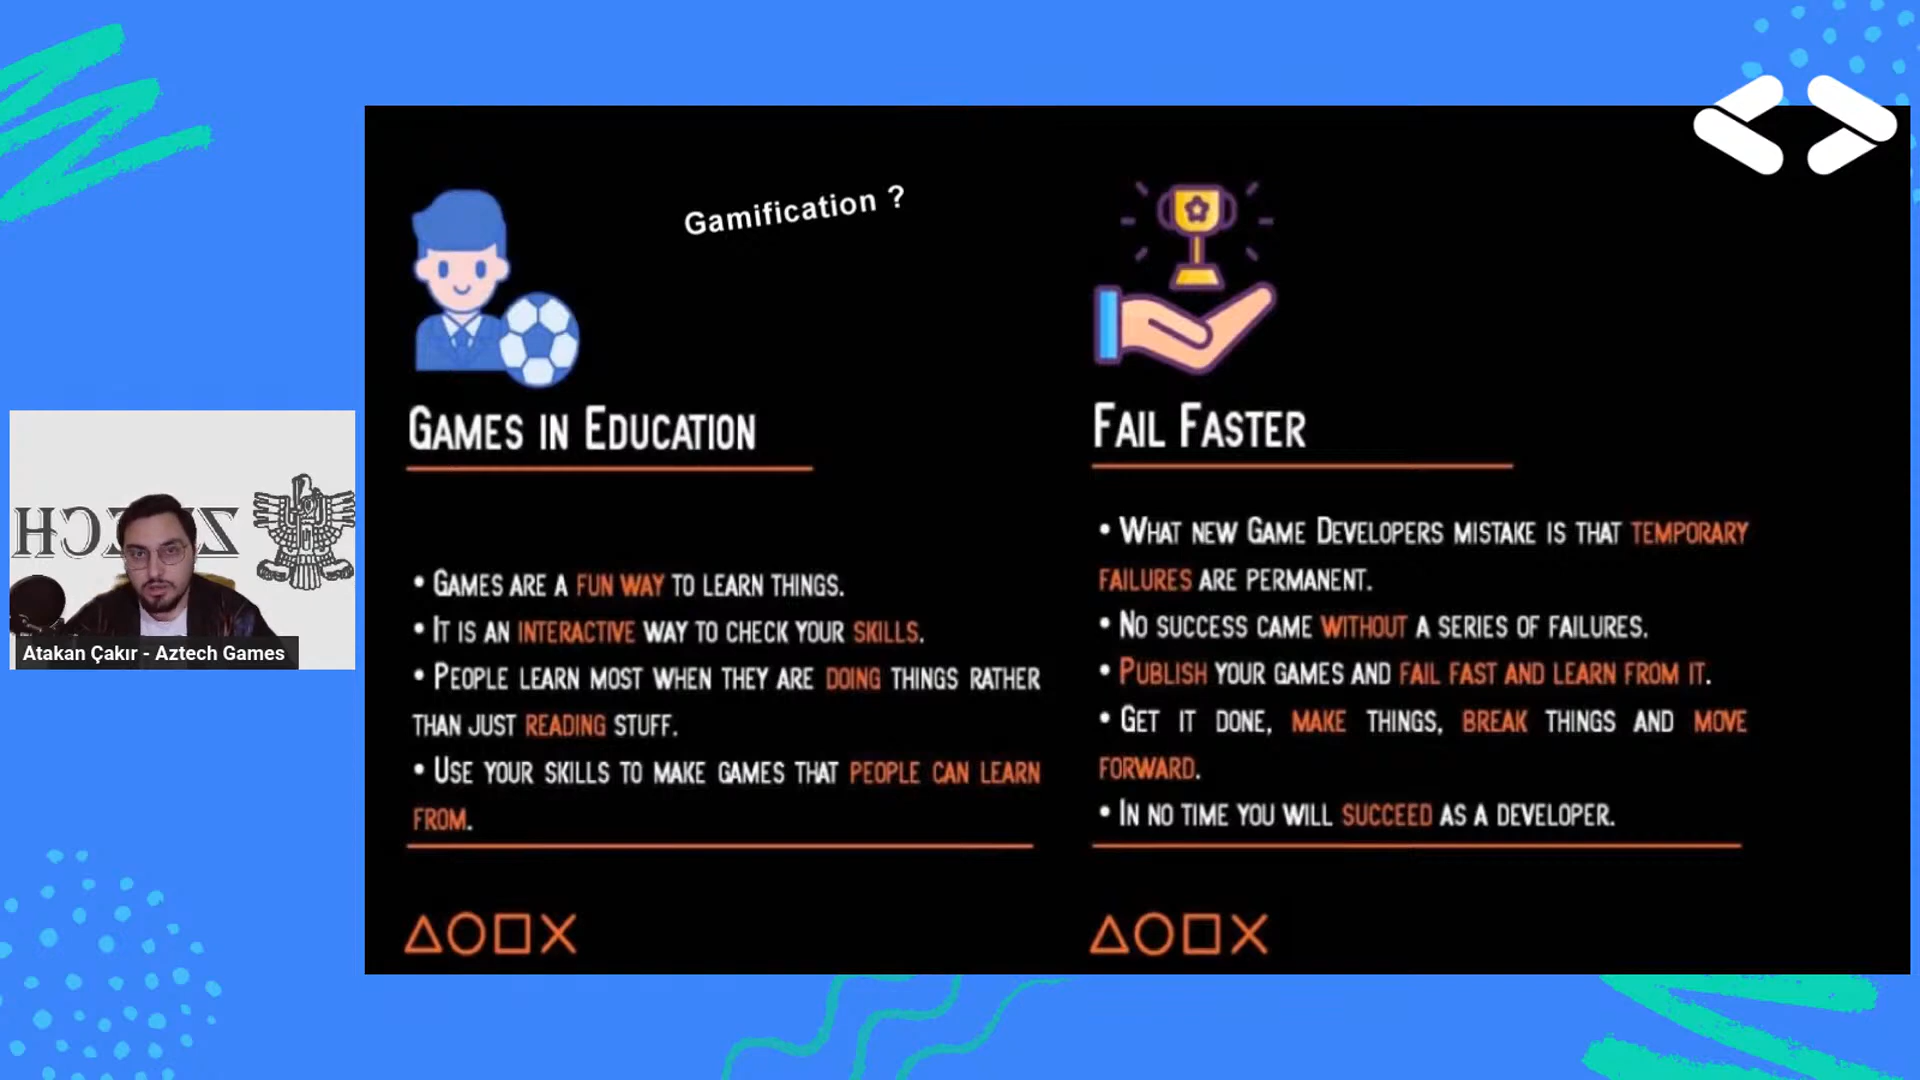 Gamification ?
GAMES IN EDUCATION
• GAMES ARE A FUN WAY TO LEARN THINGS.
• IT IS AN INTERACTIVE WAY TO CHECK YOUR SKILLS.
• PEOPLE LEARN MOST WHEN THEY ARE DOING THINGS RATHER
THAN JUST READING STUFF.
• USE YOUR SKILLS TO MAKE GAMES THAT PEOPLE CAN LEARN
FROM.
FAIL FASTER
• WHAT NEW GAME DEVELOPERS MISTAKE IS THAT TEMPORARY
FAILURES ARE PERMANENT.
• NO SUCCESS CAME WITHOUT A SERIES OF FAILURES.
• PUBLISH YOUR GAMES AND FAIL FAST AND LEARN FROM IT.
• GET IT DONE, MAKE THINGS, BREAK THINGS AND MOVE
FORWARD.
• IN NO TIME YOU WILL SUCCEED AS A DEVELOPER.
Atakan Çakır - Aztech Games